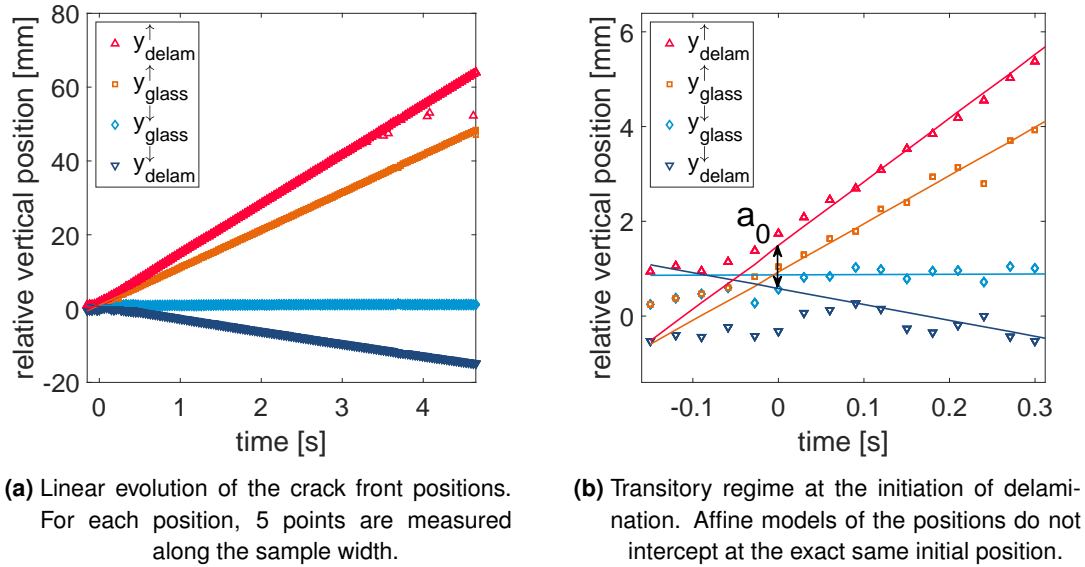 relative vertical position [mm]
80
60
40
20
0
-20
0
1
2
3
4
time [s]
y↑delam
y↑glass
y↓glass
y↓delam
relative vertical position [mm]
6
4
2
0
-0.1
0
0.1
0.2
0.3
time [s]
y↑delam
y↑glass
y↓glass
y↓delam
a0
(a) Linear evolution of the crack front positions.
For each position, 5 points are measured
along the sample width.
(b) Transitory regime at the initiation of delami-
nation. Affine models of the positions do not
intercept at the exact same initial position.